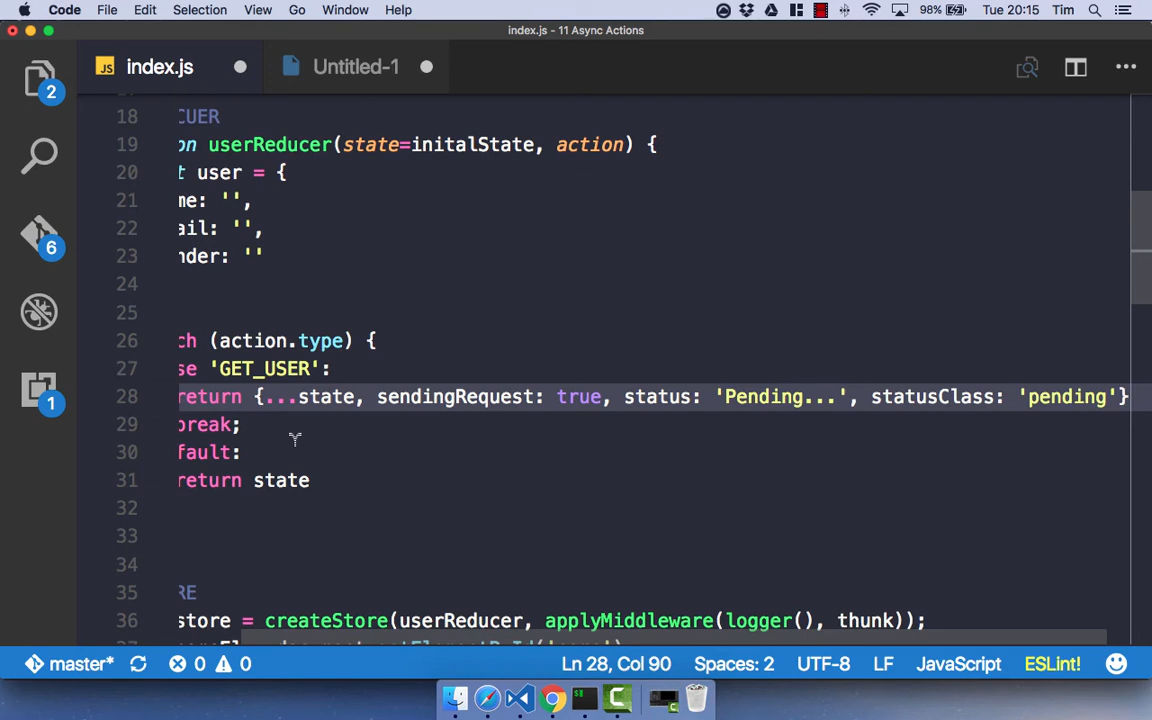 Code File Edit Selection View Go Window Help 98% Tue 20:15 Tim
index.js - 11 Async Actions
JS index.js Untitled-1
2
6
1
18 CUER
19 on userReducer(state=initalState, action) {
20 t user = {
21 me: '',
22 ail: '',
23 nder: ''
24
25
26 ch (action.type) {
27 se 'GET_USER':
28 return {...state, sendingRequest: true, status: 'Pending...', statusClass: 'pending'}
29 break;
30 fault:
31 return state
32
33
34
35 RE
36 store = createStore(userReducer, applyMiddleware(logger(), thunk));
master* 0 0 Ln 28, Col 90 Spaces: 2 UTF-8 LF JavaScript ESLint!